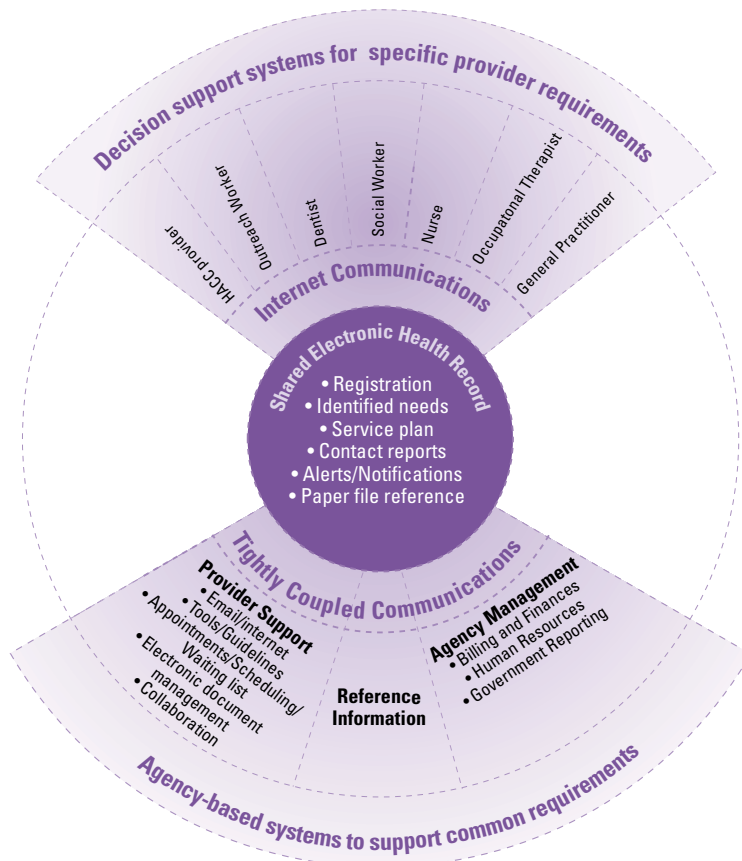 Decision support systems for specific provider requirements
HACC provider
Outreach Worker
Dentist
Social Worker
Nurse
Occupatonal Therapist
General Practitioner
Internet Communications
Shared Electronic Health Record
• Registration
• Identified needs
• Service plan
• Contact reports
• Alerts/Notifications
• Paper file reference
Tightly Coupled Communications
Provider Support
• Email/internet
• Tools/Guidelines
• Appointments/Scheduling/
Waiting list
• Electronic document
management
• Collaboration
Reference
Information
Agency Management
• Billing and Finances
• Human Resources
• Government Reporting
Agency-based systems to support common requirements